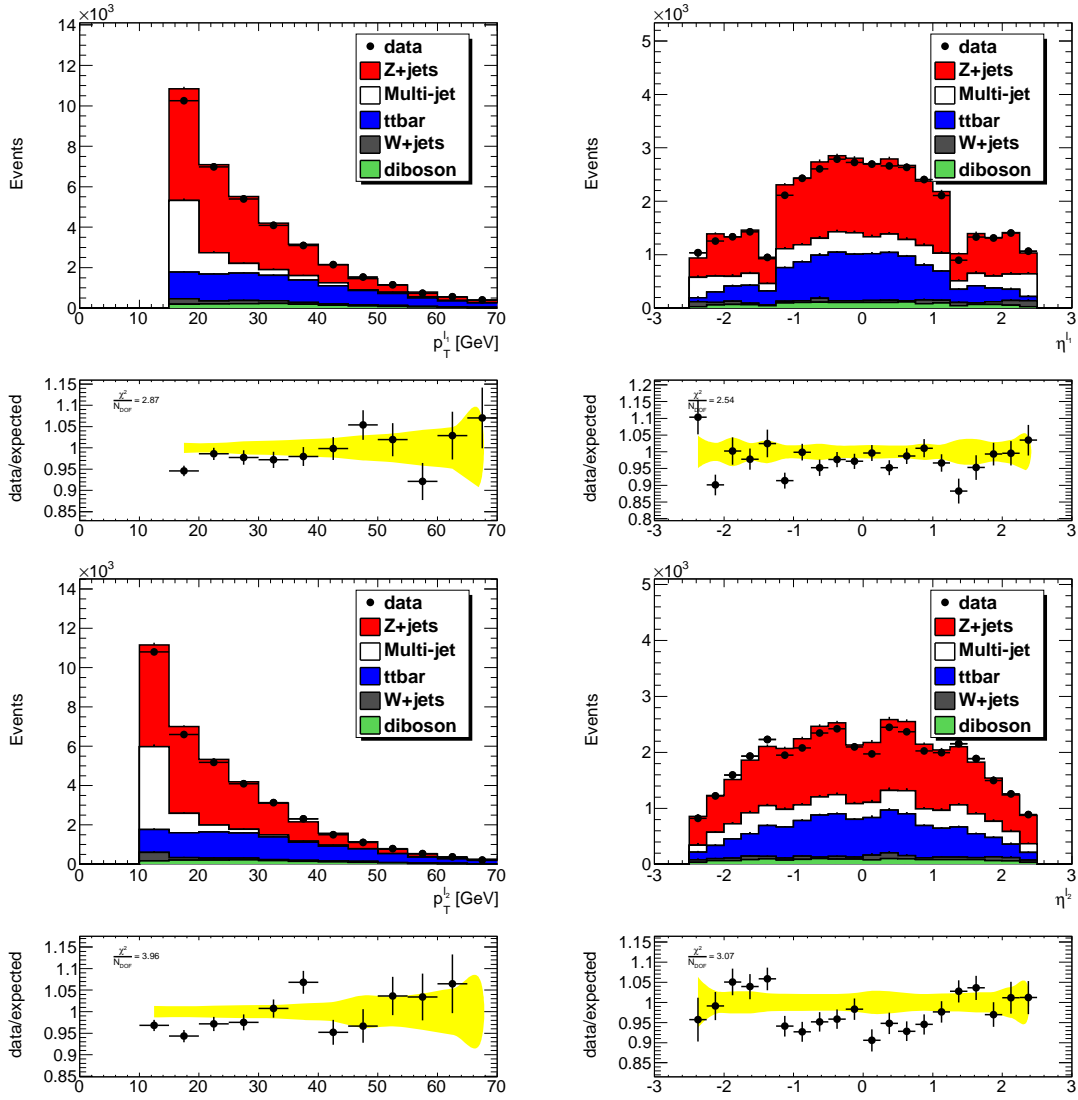 ×10³
14
12
10
8
6
4
2
0
Events
data
Z+jets
Multi-jet
ttbar
W+jets
diboson
0 10 20 30 40 50 60 70
p_T^{l_1} [GeV]
×10³
5
4
3
2
1
0
Events
data
Z+jets
Multi-jet
ttbar
W+jets
diboson
-3 -2 -1 0 1 2 3
η^{l_1}
1.15
1.1
1.05
1
0.95
0.9
0.85
data/expected
χ²/N_DOF = 2.87
0 10 20 30 40 50 60 70
1.2
1.15
1.1
1.05
1.00
0.95
0.9
0.85
0.8
data/expected
χ²/N_DOF = 2.54
-3 -2 -1 0 1 2 3
×10³
14
12
10
8
6
4
2
0
Events
data
Z+jets
Multi-jet
ttbar
W+jets
diboson
0 10 20 30 40 50 60 70
p_T^{l_2} [GeV]
×10³
5
4
3
2
1
0
Events
data
Z+jets
Multi-jet
ttbar
W+jets
diboson
-3 -2 -1 0 1 2 3
η^{l_2}
1.15
1.1
1.05
1
0.95
0.9
0.85
data/expected
χ²/N_DOF = 3.96
0 10 20 30 40 50 60 70
1.15
1.1
1.05
1
0.95
0.9
0.85
data/expected
χ²/N_DOF = 3.07
-3 -2 -1 0 1 2 3